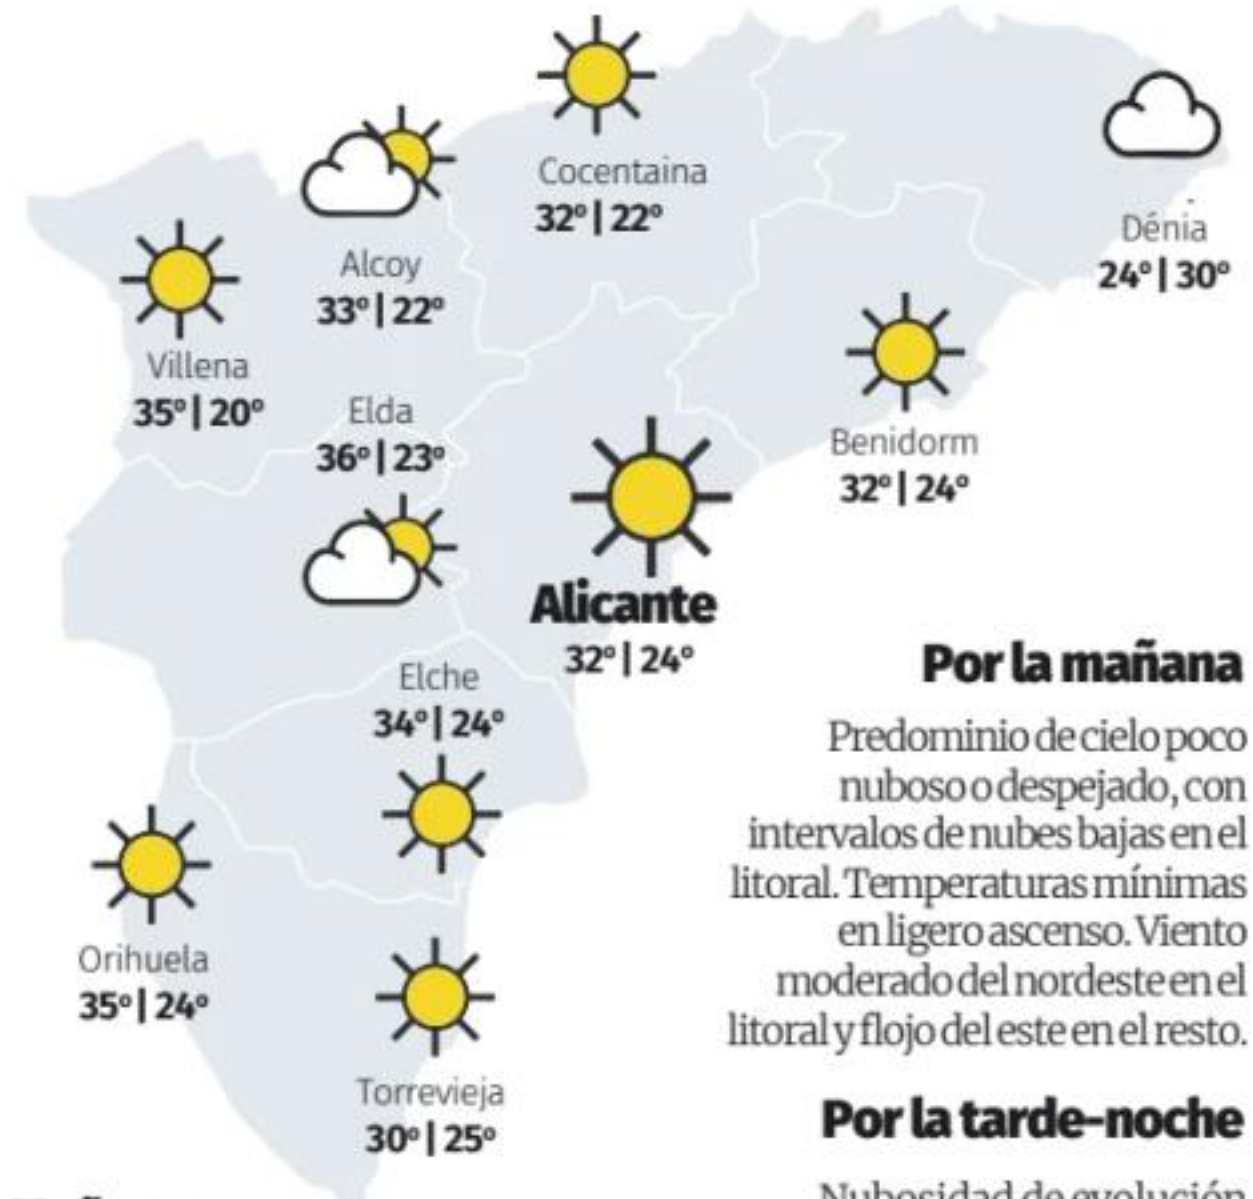 Cocentaina
32º | 22º
Dénia
24º | 30º
Alcoy
33º | 22º
Villena
35º | 20º
Elda
36º | 23º
Benidorm
32º | 24º
Alicante
32º | 24º
Elche
34º | 24º
Orihuela
35º | 24º
Torrevieja
30º | 25º
Por la mañana
Predominio de cielo poco
nuboso o despejado, con
intervalos de nubes bajas en el
litoral. Temperaturas mínimas
en ligero ascenso. Viento
moderado del nordeste en el
litoral y flojo del este en el resto.
Por la tarde-noche
Nubosidad de evolución